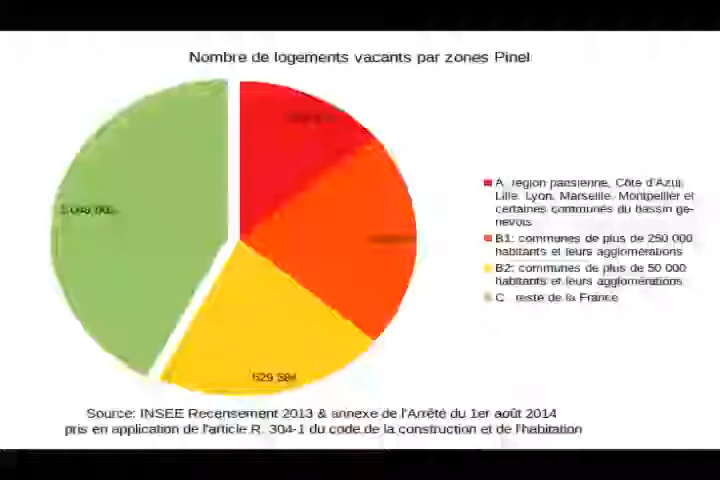 Nombre de logements vacants par zones Pinel
A: région parisienne, Côte d'Azur,
Lille, Lyon, Marseille, Montpellier et
certaines communes du bassin ge-
nevois
B1: communes de plus de 250 000
habitants et leurs agglomérations
B2: communes de plus de 50 000
habitants et leurs agglomérations
C : reste de la France
Source: INSEE Recensement 2013 & annexe de l'Arrêté du 1er août 2014
pris en application de l'article R. 304-1 du code de la construction et de l'habitation